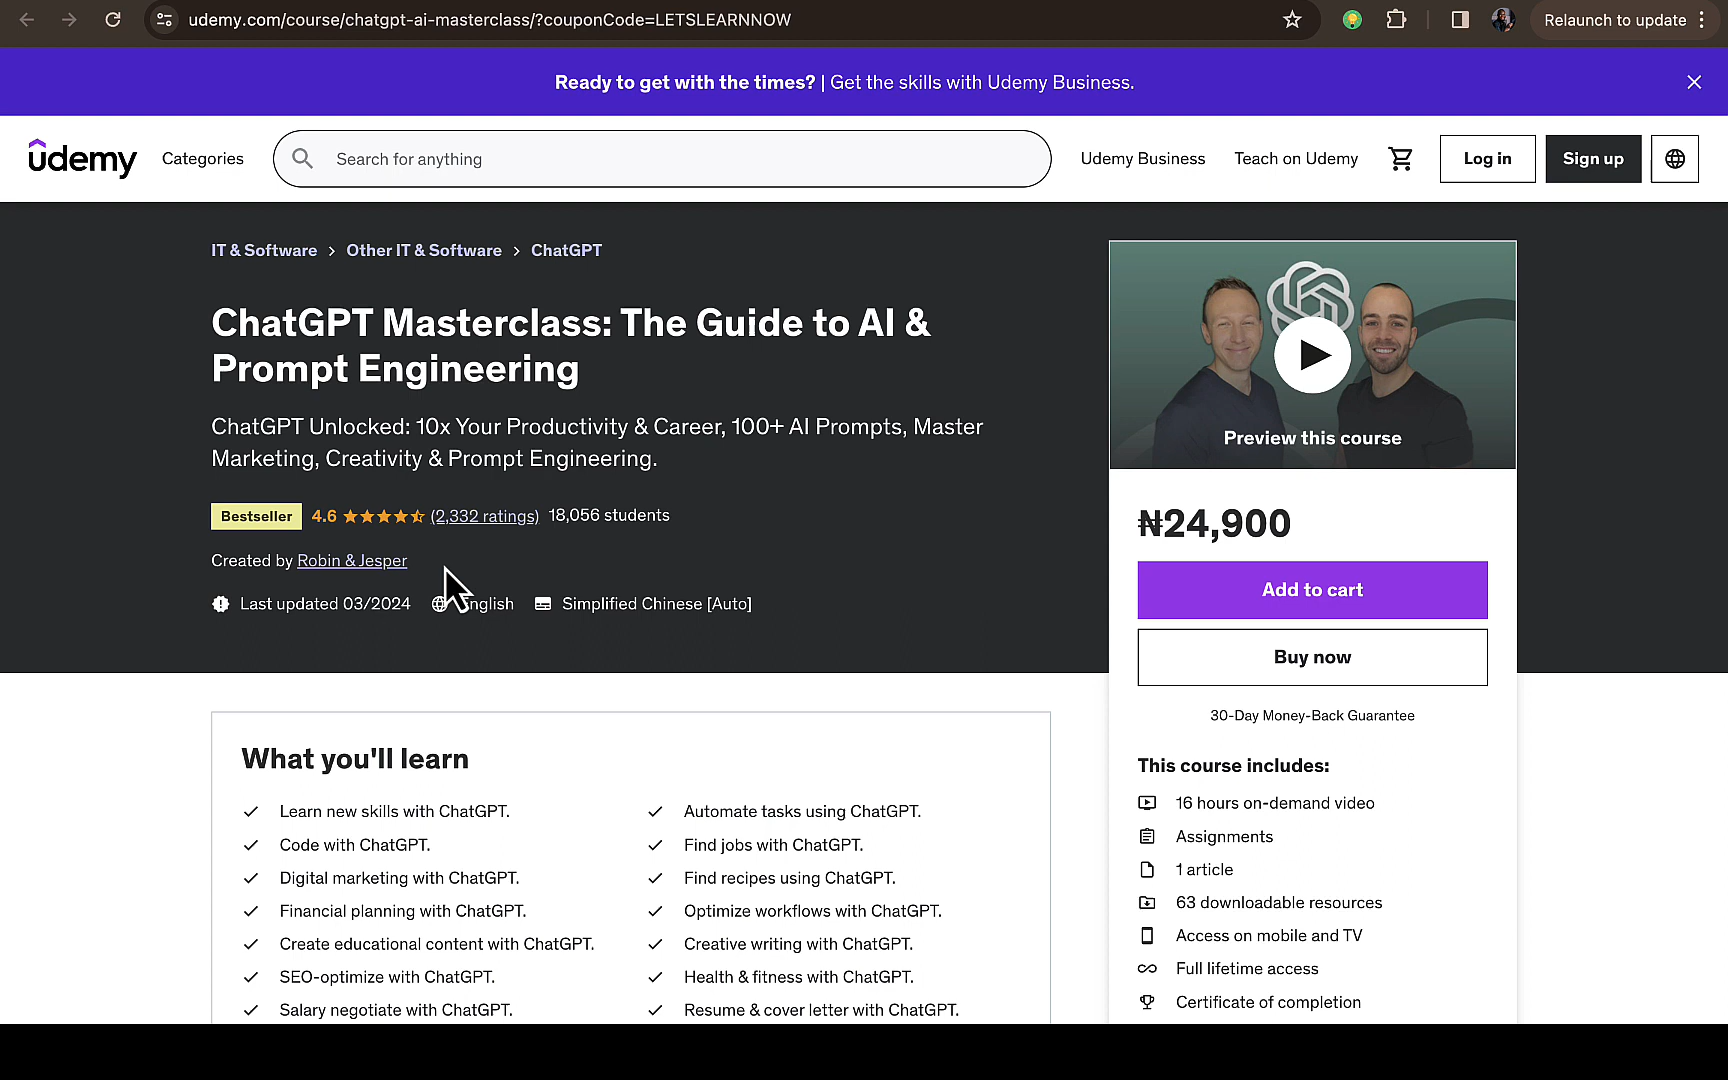 udemy.com/course/chatgpt-ai-masterclass/?couponCode=LETSLEARNNOW
Relaunch to update
Ready to get with the times? | Get the skills with Udemy Business.
udemy
Categories
Search for anything
Udemy Business
Teach on Udemy
Log in
Sign up
IT & Software > Other IT & Software > ChatGPT
ChatGPT Masterclass: The Guide to AI &
Prompt Engineering
ChatGPT Unlocked: 10x Your Productivity & Career, 100+ AI Prompts, Master
Marketing, Creativity & Prompt Engineering.
Bestseller 4.6 (2,332 ratings) 18,056 students
Created by Robin & Jesper
Last updated 03/2024 nglish Simplified Chinese [Auto]
Preview this course
₦24,900
Add to cart
Buy now
30-Day Money-Back Guarantee
This course includes:
16 hours on-demand video
Assignments
1 article
63 downloadable resources
Access on mobile and TV
Full lifetime access
Certificate of completion
What you'll learn
Learn new skills with ChatGPT.
Code with ChatGPT.
Digital marketing with ChatGPT.
Financial planning with ChatGPT.
Create educational content with ChatGPT.
SEO-optimize with ChatGPT.
Salary negotiate with ChatGPT.
Automate tasks using ChatGPT.
Find jobs with ChatGPT.
Find recipes using ChatGPT.
Optimize workflows with ChatGPT.
Creative writing with ChatGPT.
Health & fitness with ChatGPT.
Resume & cover letter with ChatGPT.